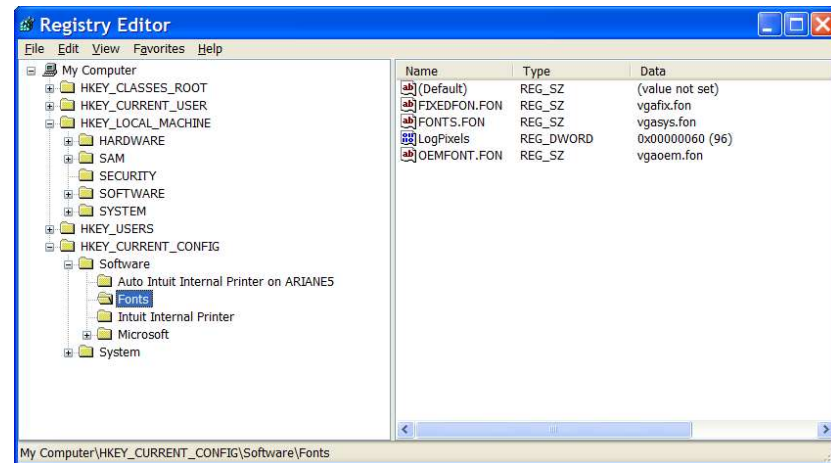 Registry Editor
File Edit View Favorites Help
My Computer
HKEY_CLASSES_ROOT
HKEY_CURRENT_USER
HKEY_LOCAL_MACHINE
HARDWARE
SAM
SECURITY
SOFTWARE
SYSTEM
HKEY_USERS
HKEY_CURRENT_CONFIG
Software
Auto Intuit Internal Printer on ARIANE5
Fonts
Intuit Internal Printer
Microsoft
System
Name Type Data
(Default) REG_SZ (value not set)
FIXEDFON.FON REG_SZ vgafix.fon
FONTS.FON REG_SZ vgasys.fon
LogPixels REG_DWORD 0x00000060 (96)
OEMFONT.FON REG_SZ vgaoem.fon
My Computer\HKEY_CURRENT_CONFIG\Software\Fonts